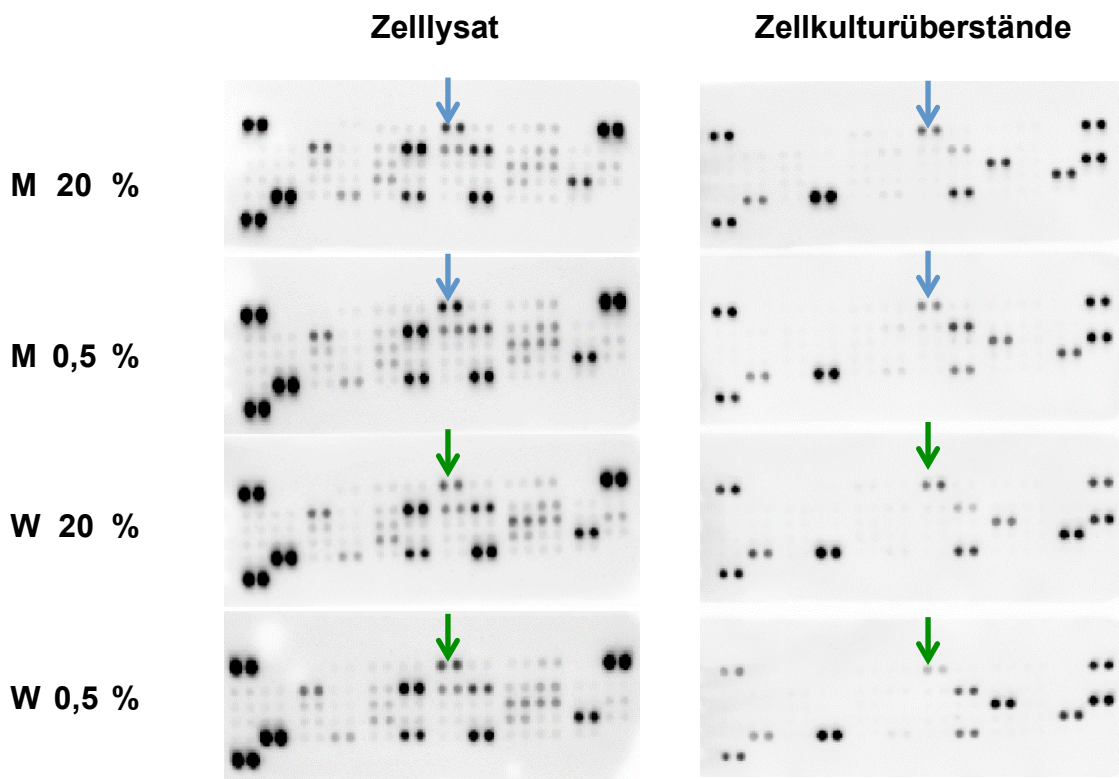 Zelllysat
Zellkulturüberstände
M 20 %
M 0,5 %
W 20 %
W 0,5 %